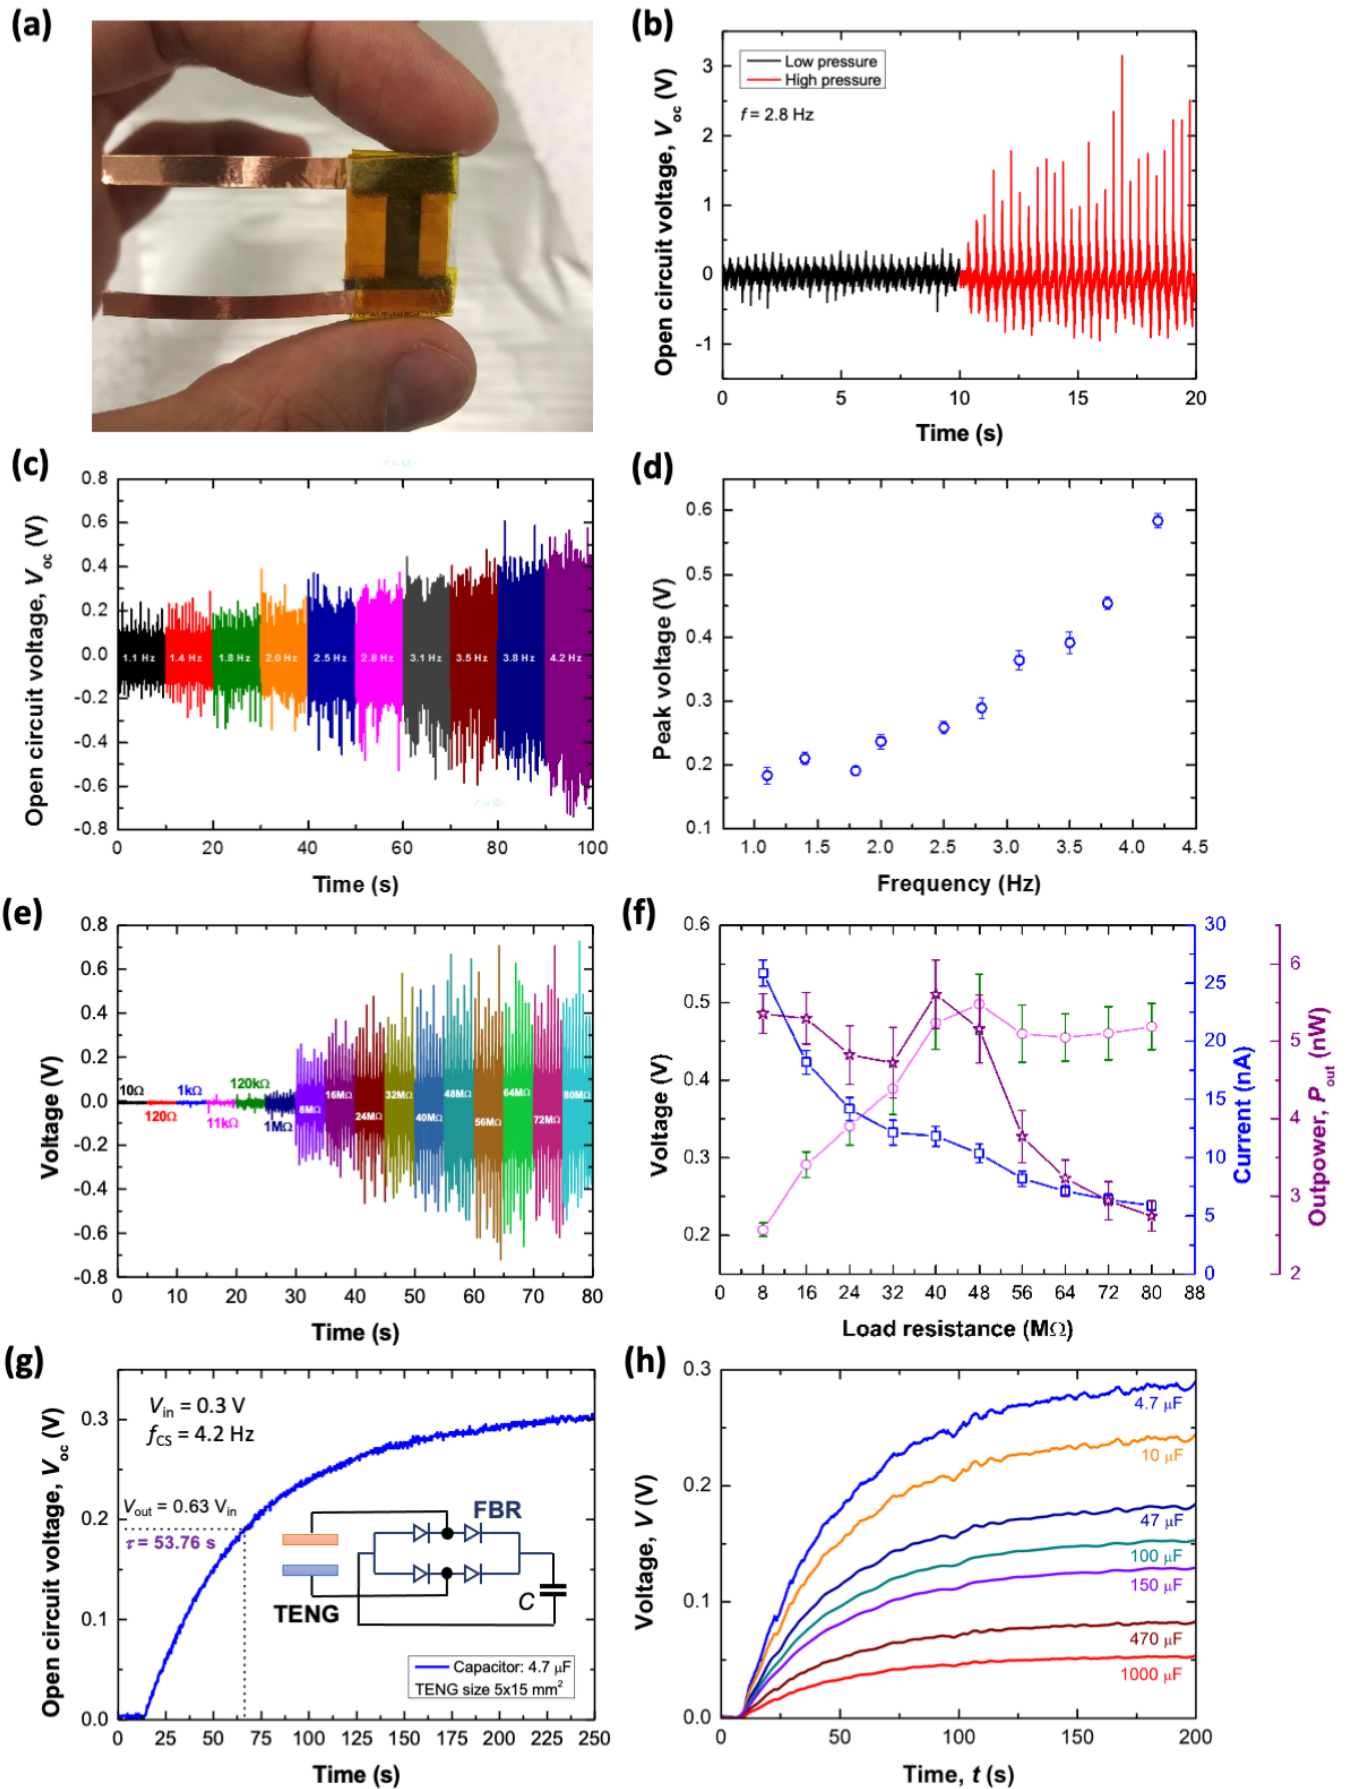 (a)
(b)
Open circuit voltage, Voc (V)
3
2
1
0
-1
Low pressure
High pressure
f = 2.8 Hz
0 5 10 15 20
Time (s)
(c)
Open circuit voltage, Voc (V)
0.8
0.6
0.4
0.2
0.0
-0.2
-0.4
-0.6
-0.8
1.1 Hz 1.4 Hz 1.8 Hz 2.0 Hz 2.5 Hz 2.8 Hz 3.1 Hz 3.5 Hz 3.8 Hz 4.2 Hz
0 20 40 60 80 100
Time (s)
(d)
Peak voltage (V)
0.6
0.5
0.4
0.3
0.2
0.1
1.0 1.5 2.0 2.5 3.0 3.5 4.0 4.5
Frequency (Hz)
(e)
Voltage (V)
0.8
0.6
0.4
0.2
0.0
-0.2
-0.4
-0.6
-0.8
10Ω
120Ω
1kΩ
11kΩ
120kΩ
1MΩ
8MΩ
16MΩ
24MΩ
32MΩ
40MΩ
48MΩ
56MΩ
64MΩ
72MΩ
80MΩ
0 10 20 30 40 50 60 70 80
Time (s)
(f)
Voltage (V)
0.6
0.5
0.4
0.3
0.2
30
25
20
15
10
5
0
Current (nA)
6
5
4
3
2
Outpower, Pout (nW)
0 8 16 24 32 40 48 56 64 72 80 88
Load resistance (MΩ)
(g)
Open circuit voltage, Voc (V)
0.3
0.2
0.1
0.0
Vin = 0.3 V
fCS = 4.2 Hz
Vout = 0.63 Vin
τ = 53.76 s
FBR
TENG
C
Capacitor: 4.7 µF
TENG size 5x15 mm²
0 25 50 75 100 125 150 175 200 225 250
Time (s)
(h)
Voltage, V (V)
0.3
0.2
0.1
0.0
4.7 µF
10 µF
47 µF
100 µF
150 µF
470 µF
1000 µF
0 50 100 150 200
Time, t (s)